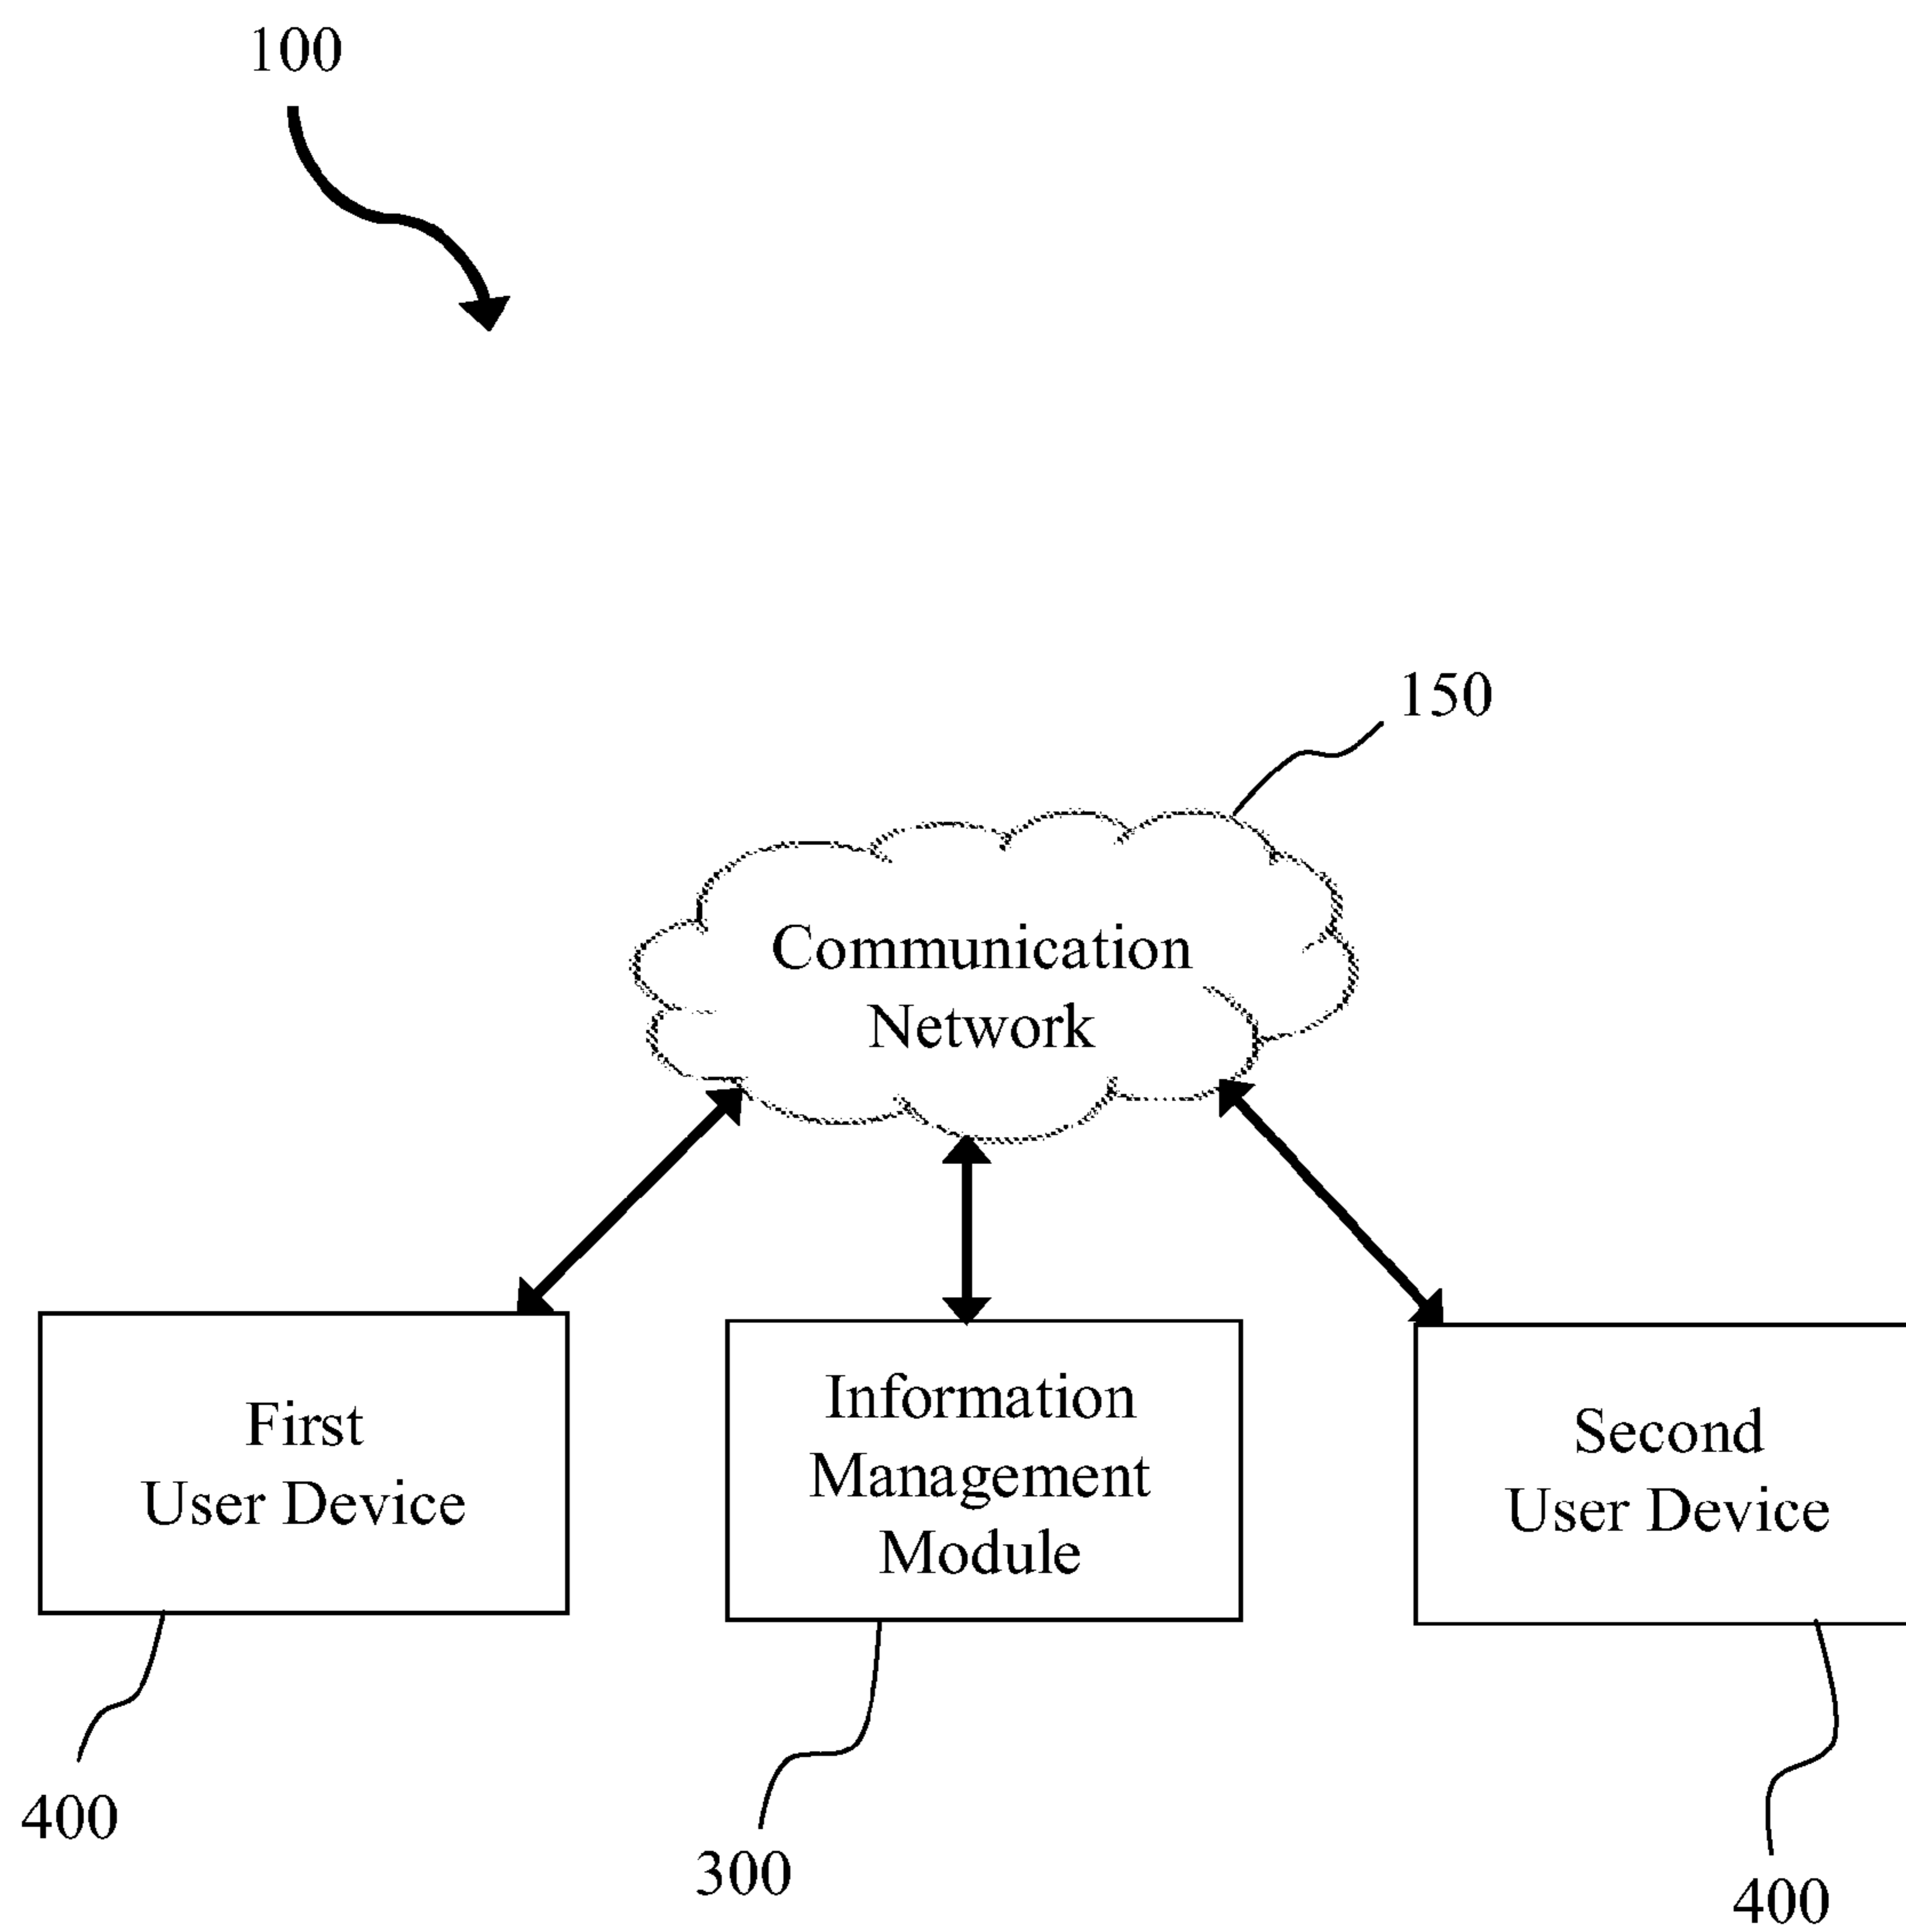 100
150
Communication
Network
First
User Device
Information
Management
Module
Second
User Device
400
300
400